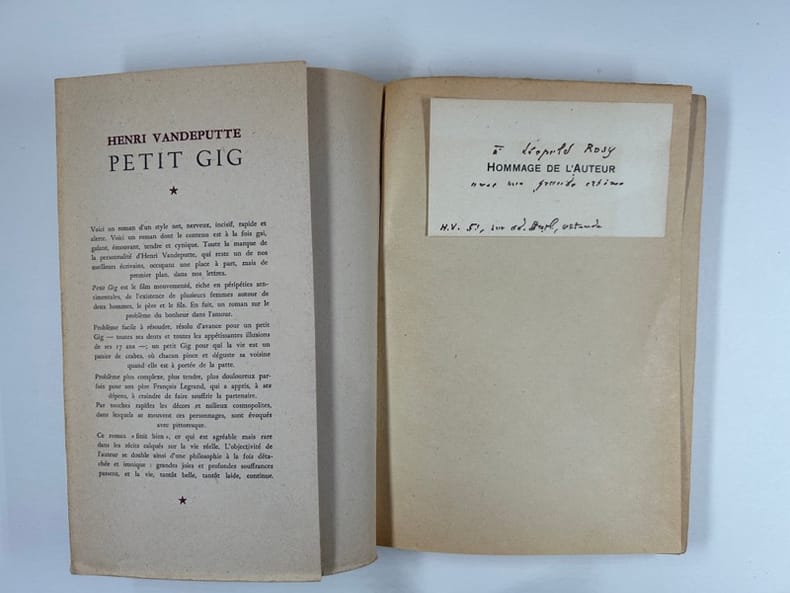 HENRI VANDEPUTTE
PETIT GIG
Voici un roman d'un style net, nerveux, incisif, rapide et
alerte. Voici un roman dont le contenu est à la fois gai,
galant, émouvant, tendre et cynique. Toute la marque de
la personnalité d'Henri Vandeputte, qui reste un de nos
meilleurs écrivains, occupant une place à part, mais de
premier plan, dans nos lettres.
Petit Gig est le film mouvementé, riche en péripéties sen-
timentales, de l'existence de plusieurs femmes autour de
deux hommes, le père et le fils. En fait, un roman sur le
problème du bonheur dans l'amour.
Problème facile à résoudre, résolu d'avance pour un petit
Gig — toutes ses dents et toutes les appétissantes illusions
de ses 17 ans —; un petit Gig pour qui la vie est un
panier de crabes, où chacun pince et déguste sa voisine
quand elle est à portée de la patte.
Problème plus complexe, plus tendre, plus douloureux par-
fois pour son père François Legrand, qui a appris, à ses
dépens, à craindre de faire souffrir la partenaire.
Par touches rapides les décors et milieux cosmopolites,
dans lesquels se meuvent ces personnages, sont évoqués
avec pittoresque.
Ce roman « finit bien », ce qui est agréable mais rare
dans les récits calqués sur la vie réelle. L'objectivité de
l'auteur se double ainsi d'une philosophie à la fois déta-
chée et ironique : grandes joies et profondes souffrances
passent, et la vie, tantôt belle, tantôt laide, continue.
à Léopold Rosy
HOMMAGE DE L'AUTEUR
avec ma grande estime
H.V. 51, rue